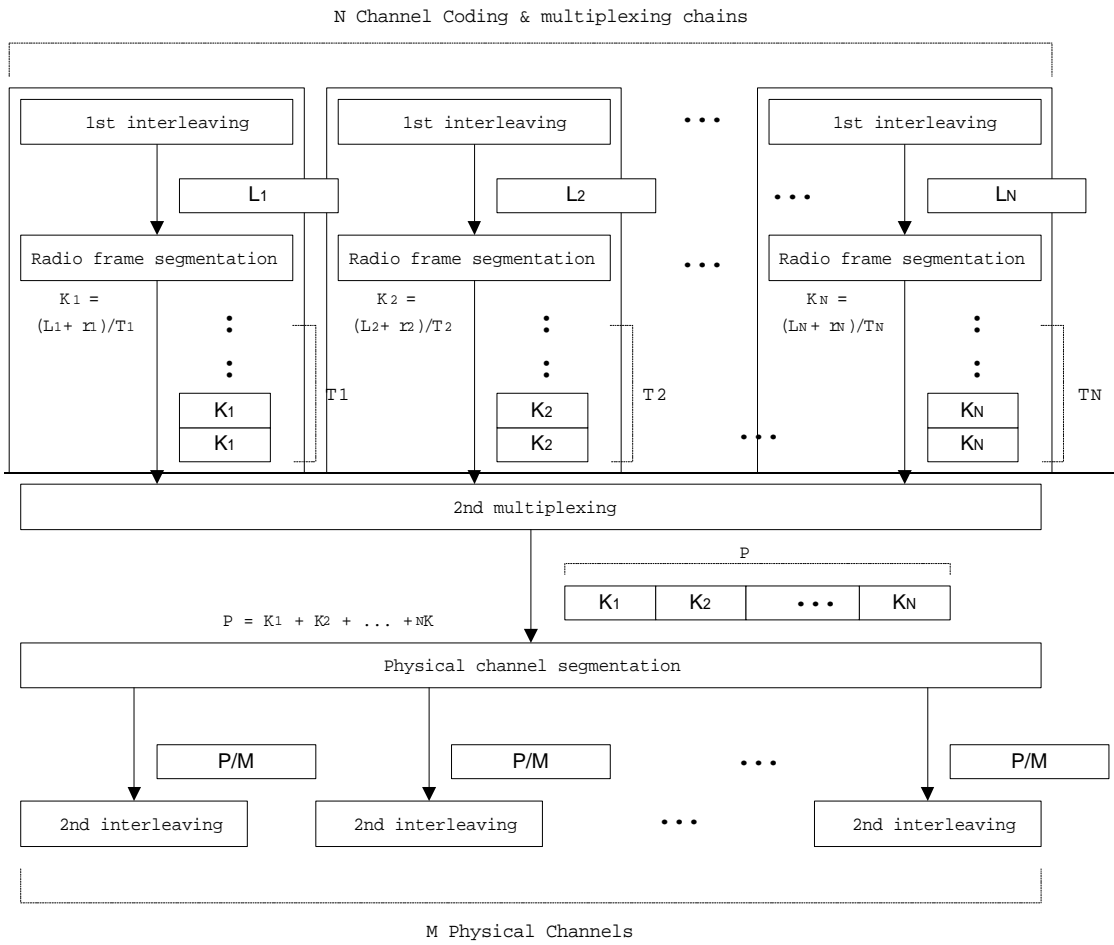 N Channel Coding & multiplexing chains
1st interleaving
1st interleaving
•••
1st interleaving
L1
L2
•••
LN
Radio frame segmentation
Radio frame segmentation
•••
Radio frame segmentation
K1 =
(L1+ r1)/T1
K2 =
(L2+ r2)/T2
KN =
(LN+ rN)/TN
T1
T2
TN
K1
K1
K2
K2
•••
KN
KN
2nd multiplexing
P
K1 K2 ••• KN
P = K1 + K2 + ... +NK
Physical channel segmentation
P/M
P/M
•••
P/M
2nd interleaving
2nd interleaving
•••
2nd interleaving
M Physical Channels